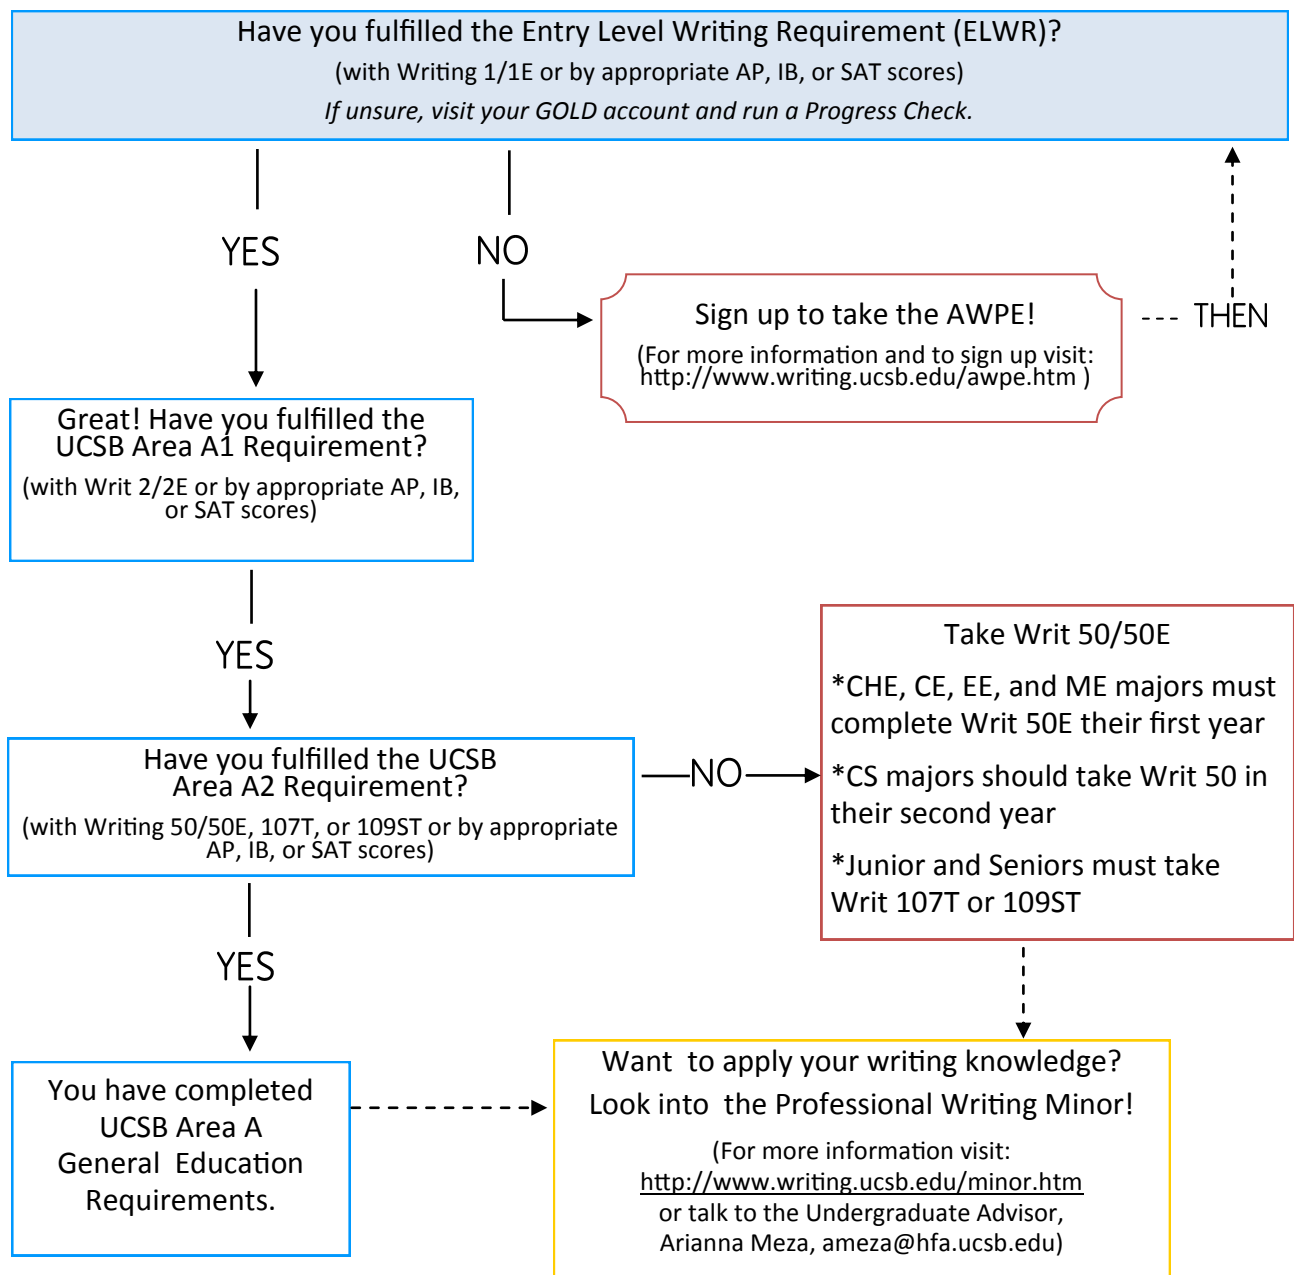 Have you fulfilled the Entry Level Writing Requirement (ELWR)?
(with Writing 1/1E or by appropriate AP, IB, or SAT scores)
If unsure, visit your GOLD account and run a Progress Check.
YES
NO
Sign up to take the AWPE!
(For more information and to sign up visit:
http://www.writing.ucsb.edu/awpe.htm )
--- THEN
Great! Have you fulfilled the
UCSB Area A1 Requirement?
(with Writ 2/2E or by appropriate AP, IB,
or SAT scores)
YES
Have you fulfilled the UCSB
Area A2 Requirement?
(with Writing 50/50E, 107T, or 109ST or by appropriate
AP, IB, or SAT scores)
NO
Take Writ 50/50E
*CHE, CE, EE, and ME majors must
complete Writ 50E their first year
*CS majors should take Writ 50 in
their second year
*Junior and Seniors must take
Writ 107T or 109ST
YES
You have completed
UCSB Area A
General Education
Requirements.
Want to apply your writing knowledge?
Look into the Professional Writing Minor!
(For more information visit:
http://www.writing.ucsb.edu/minor.htm
or talk to the Undergraduate Advisor,
Arianna Meza, ameza@hfa.ucsb.edu)